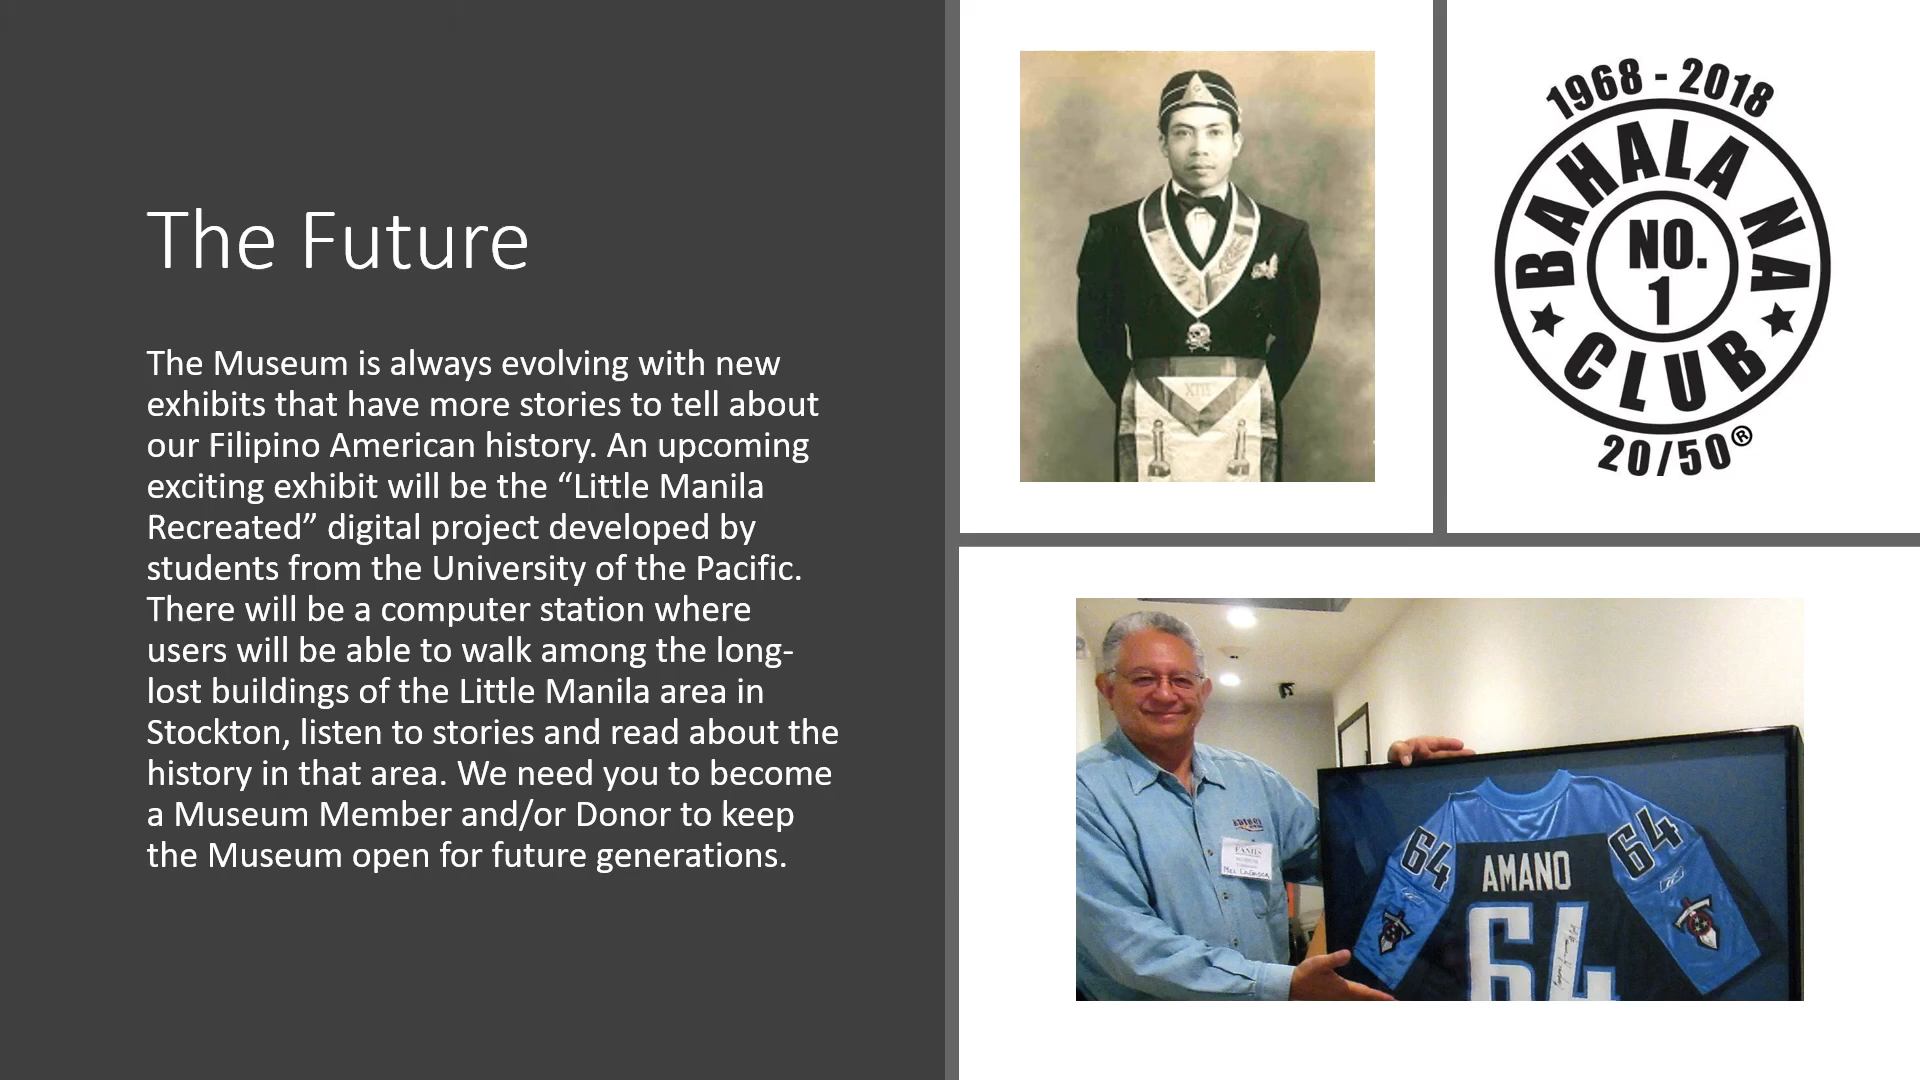 The Future
The Museum is always evolving with new
exhibits that have more stories to tell about
our Filipino American history. An upcoming
exciting exhibit will be the “Little Manila
Recreated” digital project developed by
students from the University of the Pacific.
There will be a computer station where
users will be able to walk among the long-
lost buildings of the Little Manila area in
Stockton, listen to stories and read about the
history in that area. We need you to become
a Museum Member and/or Donor to keep
the Museum open for future generations.
XIII
1968 - 2018
BAHALA NA
NO.
1
CLUB
20/50®
FANHS
64
64
AMANO
64